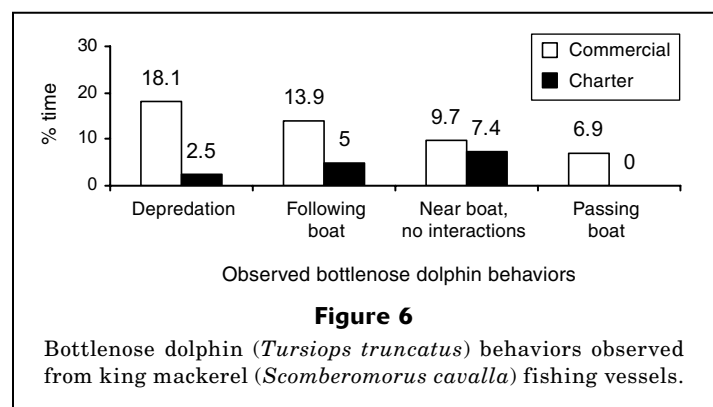 30
20
10
0
% time
18.1
2.5
13.9
5
9.7
7.4
6.9
0
Commercial
Charter
Depredation
Following
boat
Near boat,
no interactions
Passing
boat
Observed bottlenose dolphin behaviors
Figure 6
Bottlenose dolphin (Tursiops truncatus) behaviors observed
from king mackerel (Scomberomorus cavalla) fishing vessels.